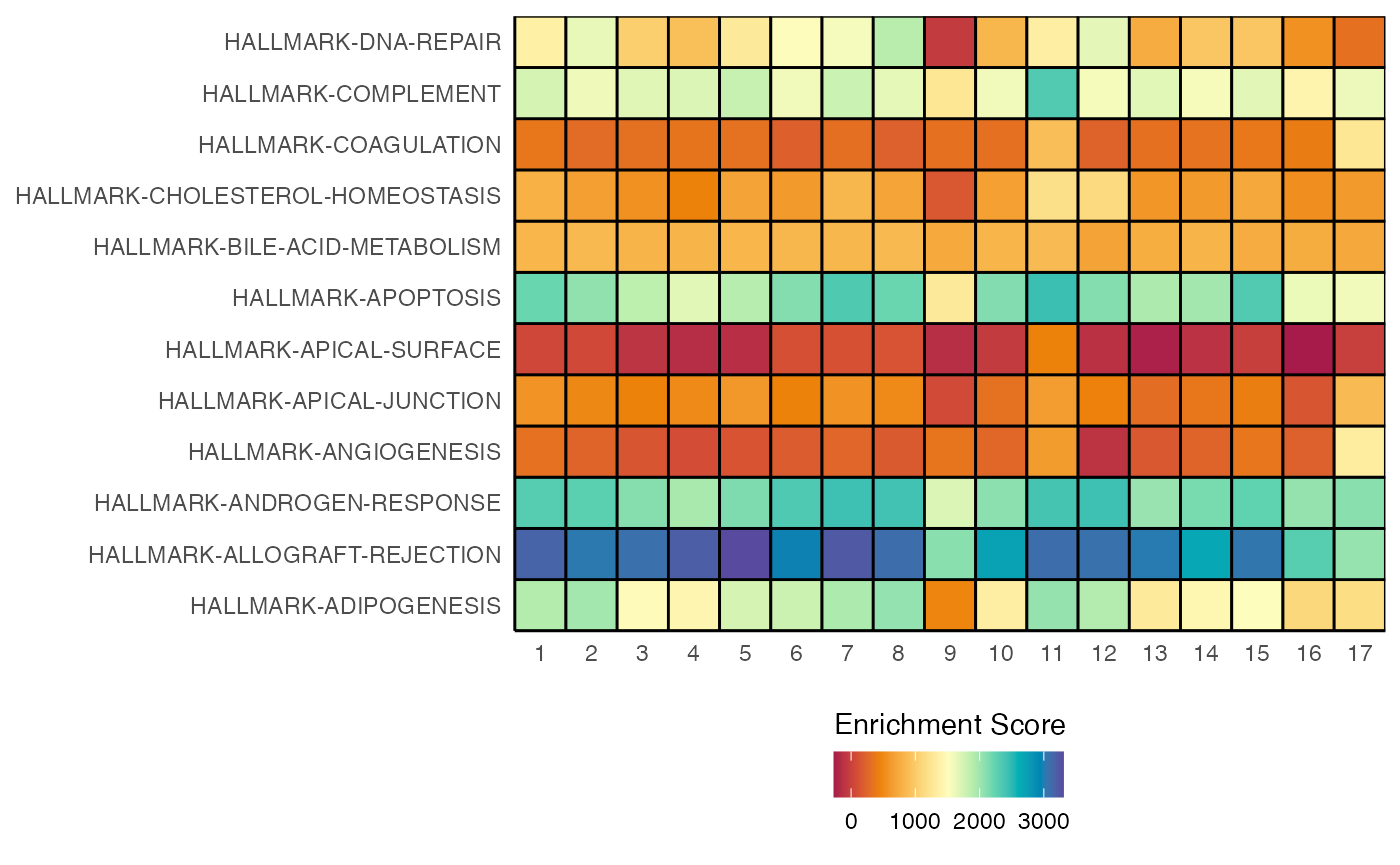 HALLMARK-DNA-REPAIR
HALLMARK-COMPLEMENT
HALLMARK-COAGULATION
HALLMARK-CHOLESTEROL-HOMEOSTASIS
HALLMARK-BILE-ACID-METABOLISM
HALLMARK-APOPTOSIS
HALLMARK-APICAL-SURFACE
HALLMARK-APICAL-JUNCTION
HALLMARK-ANGIOGENESIS
HALLMARK-ANDROGEN-RESPONSE
HALLMARK-ALLOGRAFT-REJECTION
HALLMARK-ADIPOGENESIS
1 2 3 4 5 6 7 8 9 10 11 12 13 14 15 16 17
Enrichment Score
0 1000 2000 3000